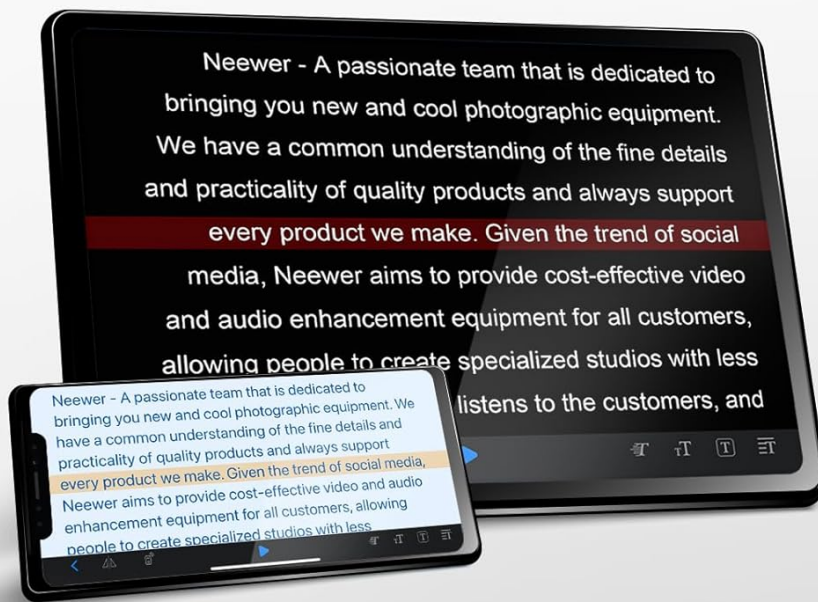 Neewer - A passionate team that is dedicated to
bringing you new and cool photographic equipment.
We have a common understanding of the fine details
and practicality of quality products and always support
every product we make. Given the trend of social
media, Neewer aims to provide cost-effective video
and audio enhancement equipment for all customers,
allowing people to create specialized studios with less
listens to the customers, and
T
TT
T
T
Neewer - A passionate team that is dedicated to
bringing you new and cool photographic equipment. We
have a common understanding of the fine details and
practicality of quality products and always support
every product we make. Given the trend of social media,
Neewer aims to provide cost-effective video and audio
enhancement equipment for all customers, allowing
people to create specialized studios with less
T
TT
T
T